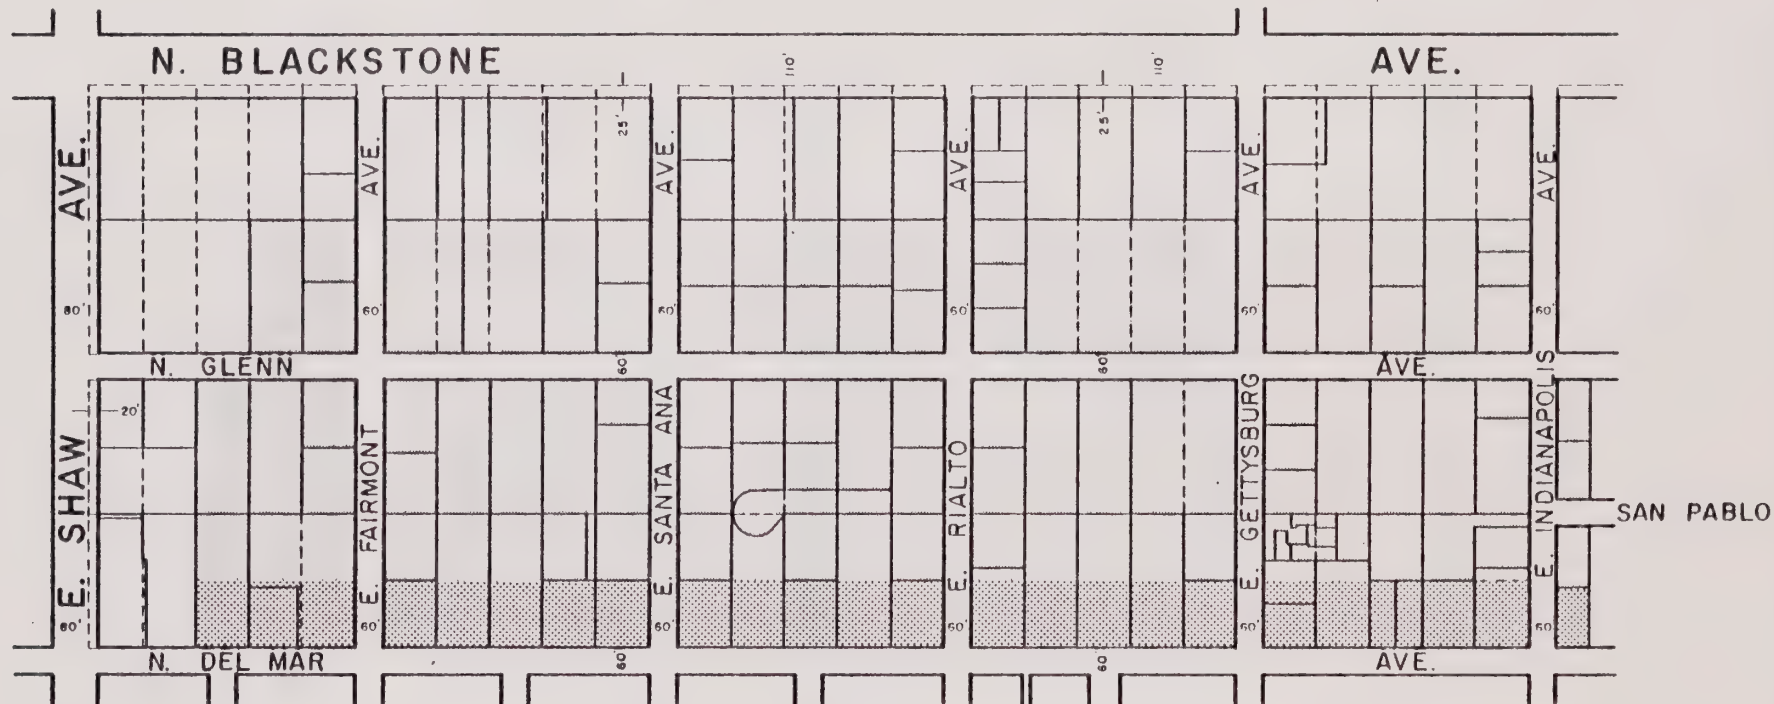 N. BLACKSTONE AVE.
110'
110'
25'
25'
AVE.
AVE.
AVE.
AVE.
AVE.
AVE.
80'
60'
60'
60'
60'
N. GLENN AVE.
60'
60'
20'
E. SHAW
E. FAIRMONT
E. SANTA ANA
E. RIALTO
E. GETTYSBURG
E. INDIANAPOLIS
SAN PABLO
60'
60'
60'
60'
60'
60
N. DEL MAR AVE.
60'
60'